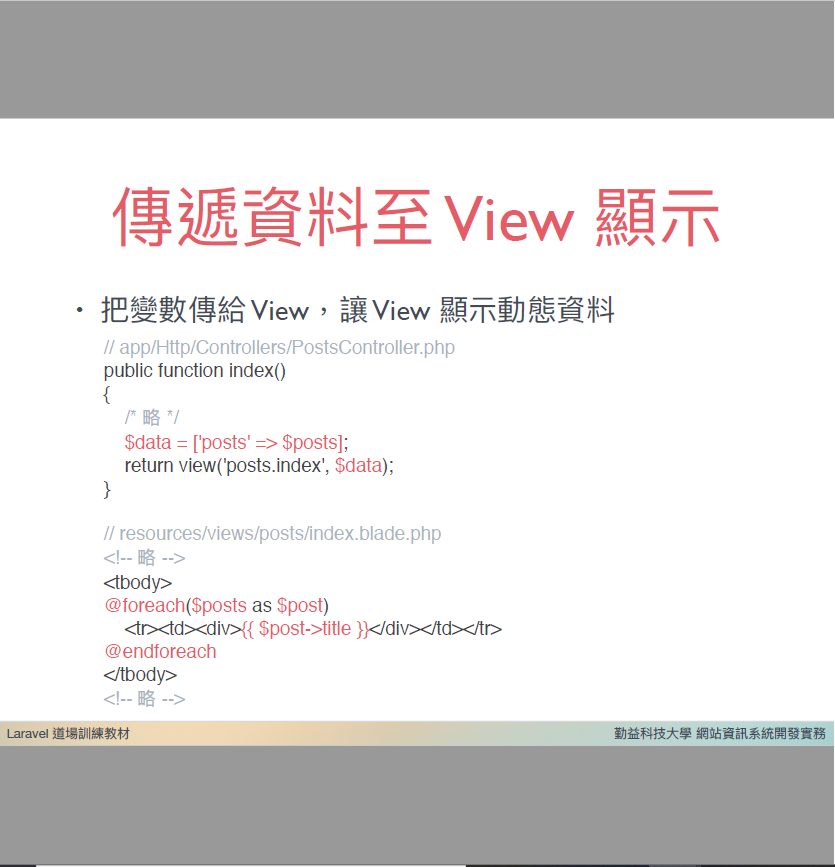 傳遞資料至 View 顯示
• 把變數傳給 View，讓 View 顯示動態資料
// app/Http/Controllers/PostsController.php
public function index()
{
/* 略 */
$data = ['posts' => $posts];
return view('posts.index', $data);
}
// resources/views/posts/index.blade.php
<!-- 略 -->
<tbody>
@foreach($posts as $post)
<tr><td><div>{{ $post->title }}</div></td></tr>
@endforeach
</tbody>
<!-- 略 -->
Laravel 道場訓練教材
勤益科技大學 網站資訊系統開發實務